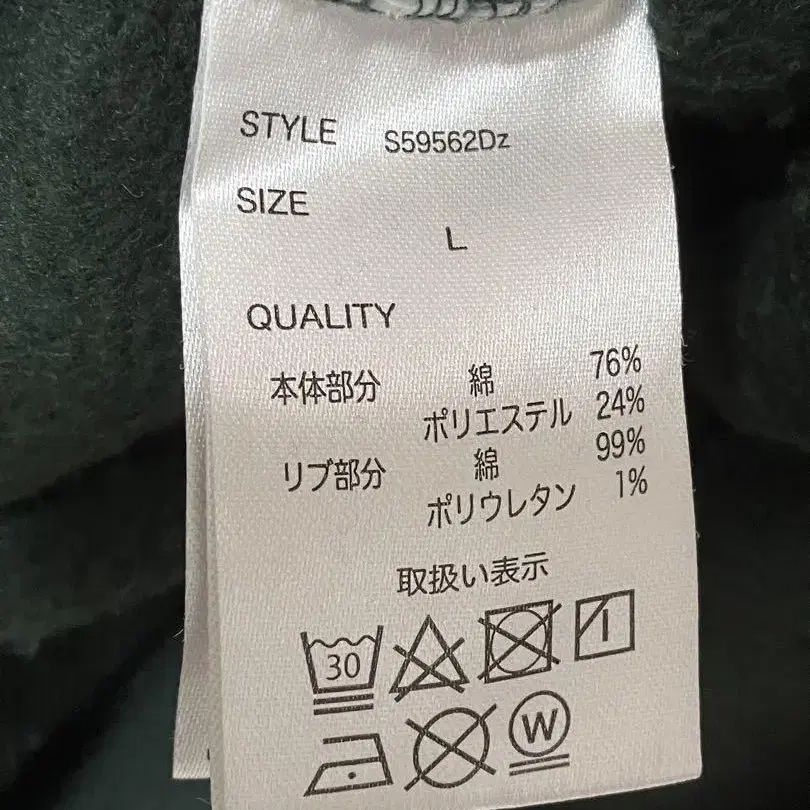 STYLE S59562Dz
SIZE
L
QUALITY
本体部分 綿 76%
ポリエステル 24%
リブ部分 綿 99%
ポリウレタン 1%
取扱い表示
30
W